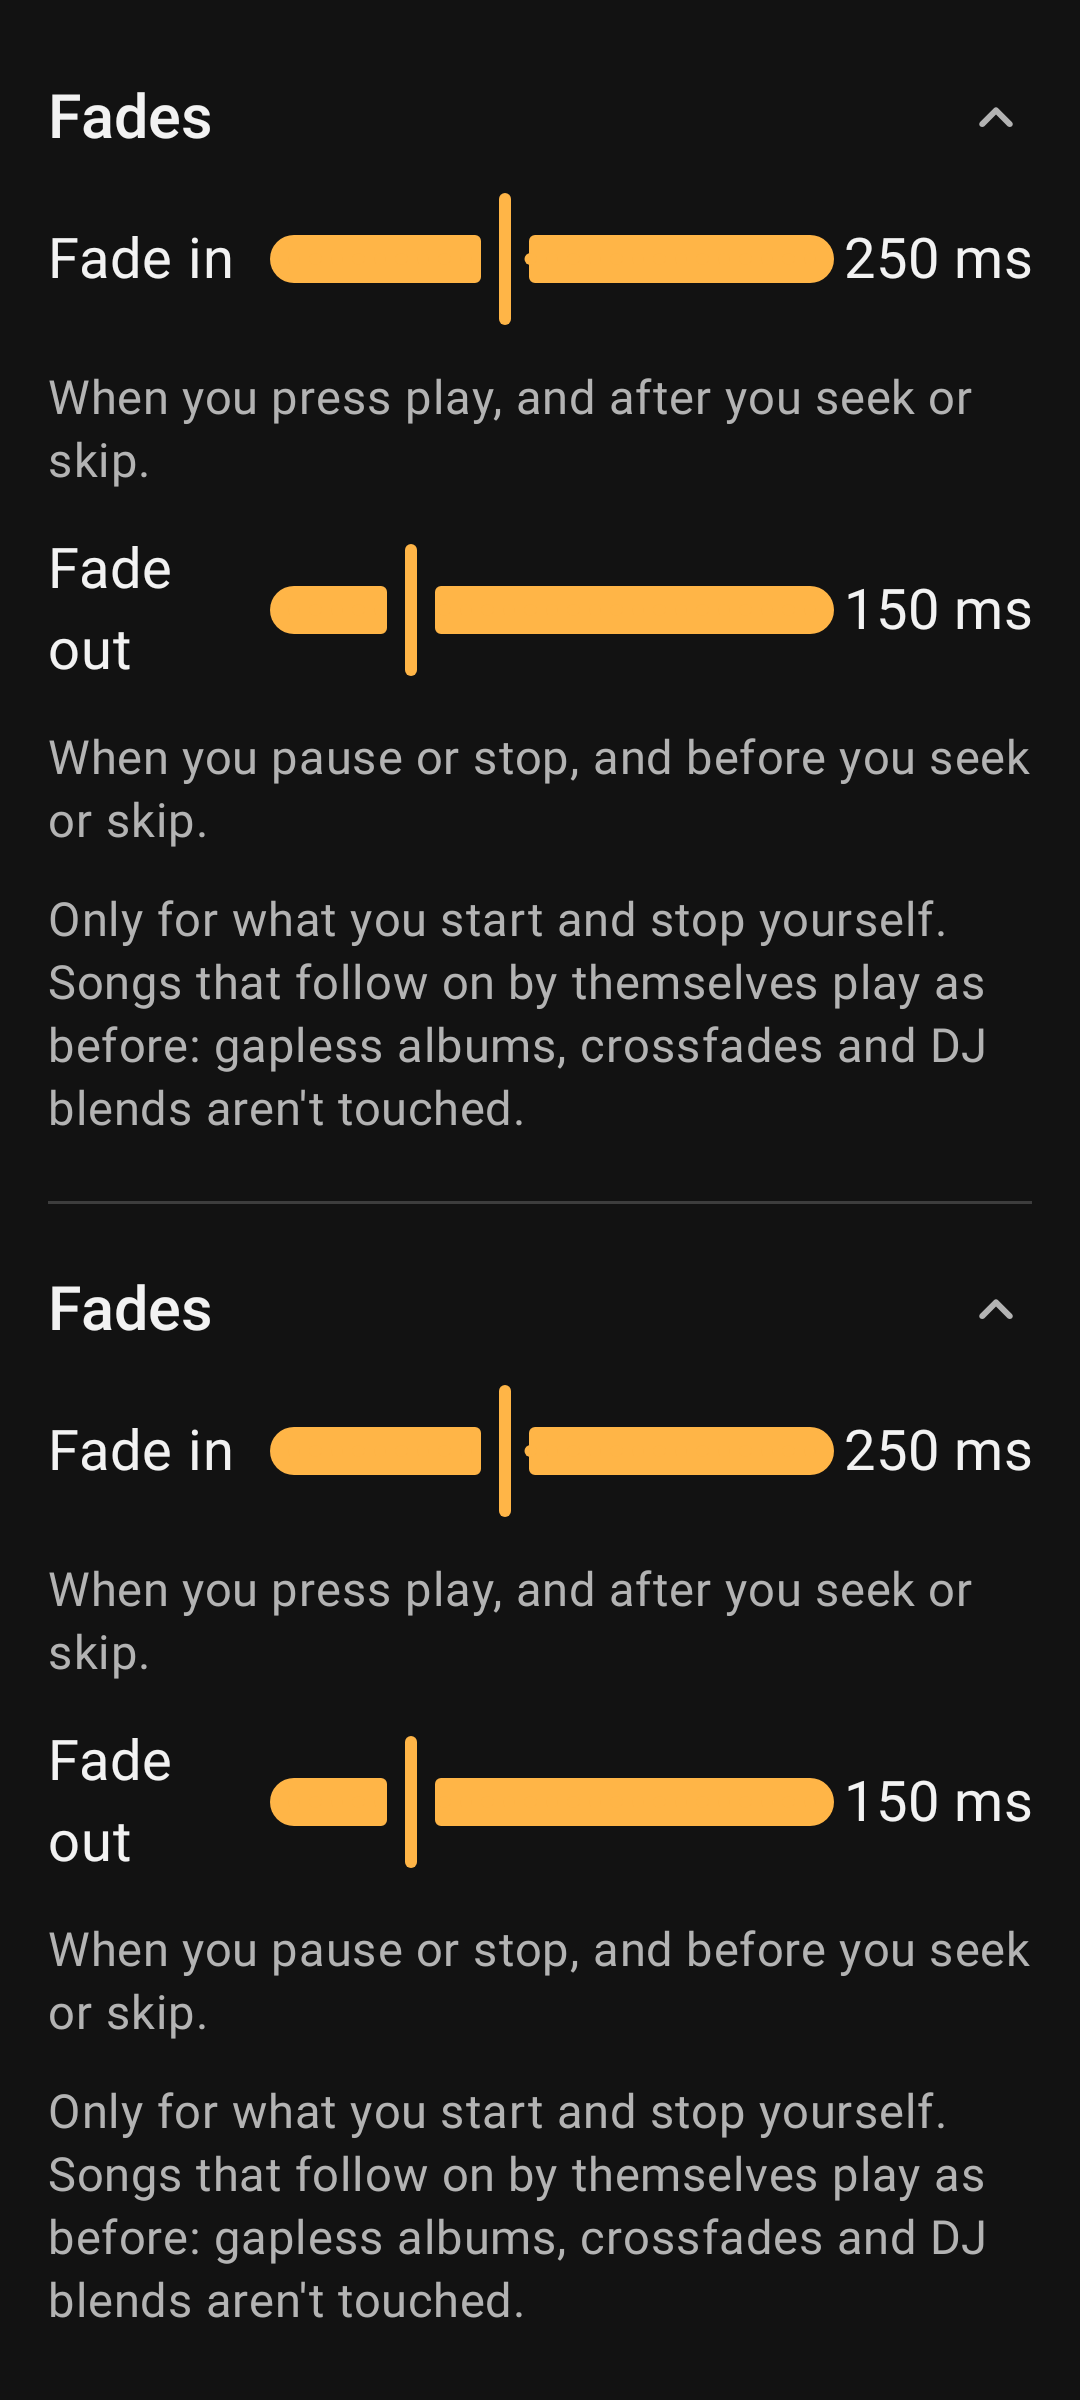 Fades
Fade in 250 ms
When you press play, and after you seek or
skip.
Fade
out
150 ms
When you pause or stop, and before you seek
or skip.
Only for what you start and stop yourself.
Songs that follow on by themselves play as
before: gapless albums, crossfades and DJ
blends aren't touched.
Fades
Fade in 250 ms
When you press play, and after you seek or
skip.
Fade
out
150 ms
When you pause or stop, and before you seek
or skip.
Only for what you start and stop yourself.
Songs that follow on by themselves play as
before: gapless albums, crossfades and DJ
blends aren't touched.